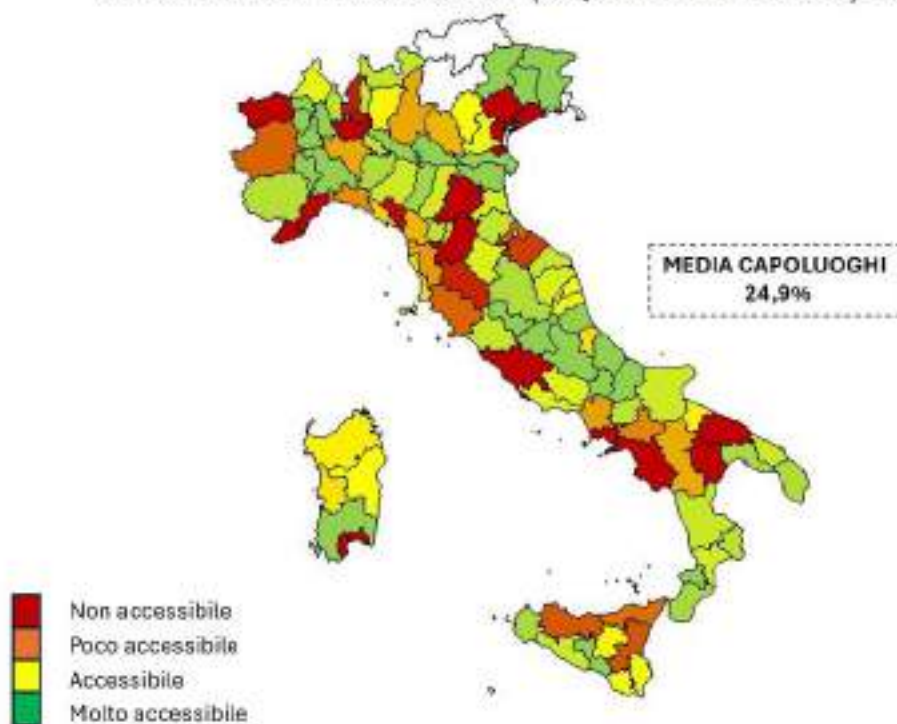 MEDIA CAPOLUOGHI
24,9%
Non accessibile
Poco accessibile
Accessibile
Molto accessibile